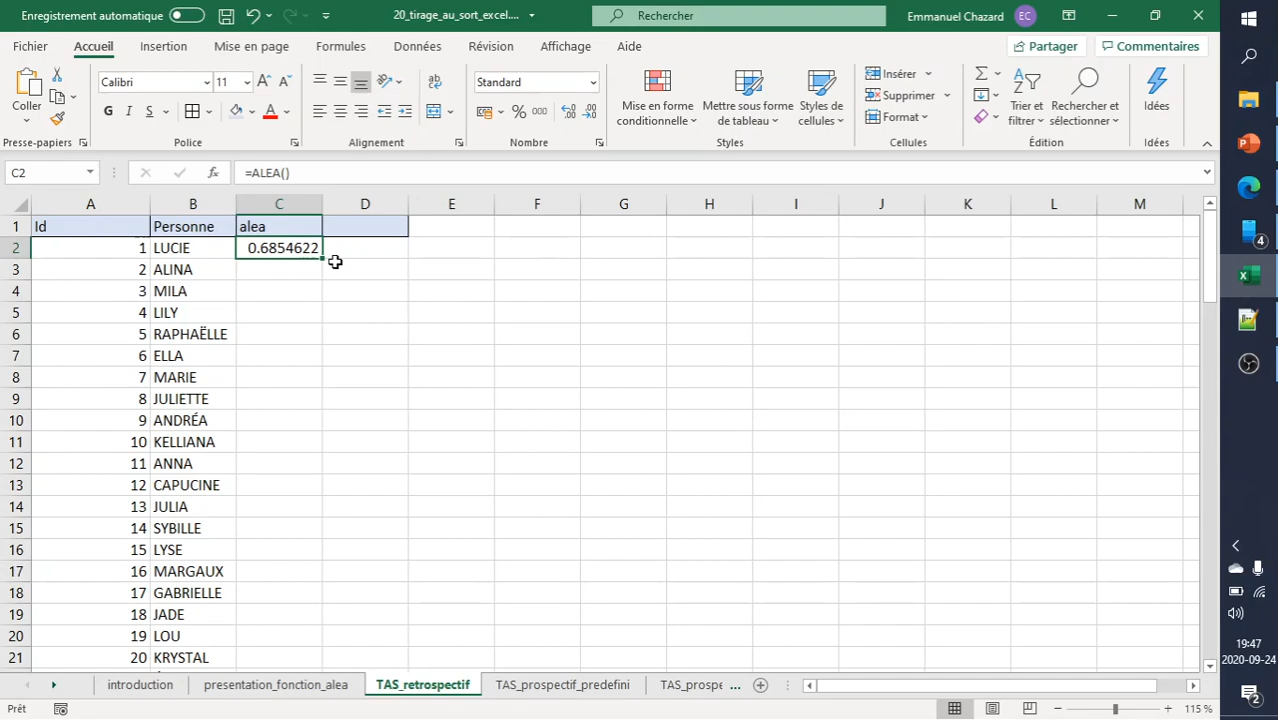 Enregistrement automatique
20_tirage_au_sort_excel....
Rechercher
Emmanuel Chazard
EC
Fichier
Accueil
Insertion
Mise en page
Formules
Données
Révision
Affichage
Aide
Partager
Commentaires
Coller
Calibri
11
G
I
S
Standard
%
000
Mise en forme conditionnelle
Mettre sous forme de tableau
Styles de cellules
Insérer
Supprimer
Format
Trier et filtrer
Rechercher et sélectionner
Idées
Presse-papiers
Police
Alignement
Nombre
Styles
Cellules
Édition
Idées
C2
fx
=ALEA()
A B C D E F G H I J K L M
1 Id Personne alea
2 1 LUCIE 0.6854622
3 2 ALINA
4 3 MILA
5 4 LILY
6 5 RAPHAËLLE
7 6 ELLA
8 7 MARIE
9 8 JULIETTE
10 9 ANDRÉA
11 10 KELLIANA
12 11 ANNA
13 12 CAPUCINE
14 13 JULIA
15 14 SYBILLE
16 15 LYSE
17 16 MARGAUX
18 17 GABRIELLE
19 18 JADE
20 19 LOU
21 20 KRYSTAL
introduction
presentation_fonction_alea
TAS_retrospectif
TAS_prospectif_predefini
TAS_prospe ...
Prêt
115 %
4
19:47
2020-09-24
2